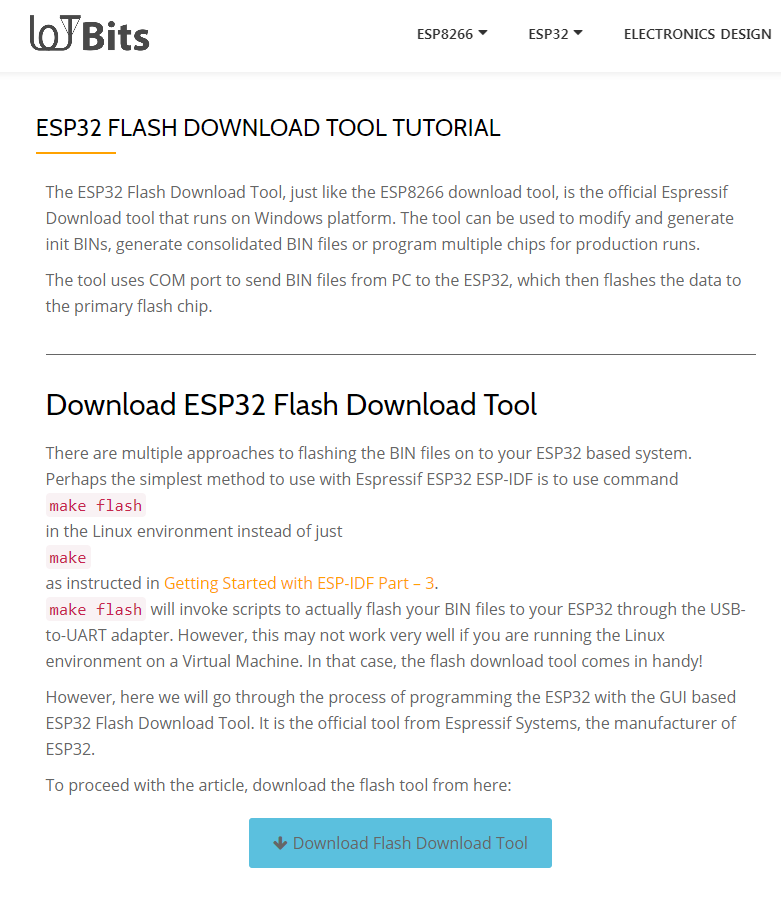 IoTBits
ESP8266
ESP32
ELECTRONICS DESIGN
ESP32 FLASH DOWNLOAD TOOL TUTORIAL
The ESP32 Flash Download Tool, just like the ESP8266 download tool, is the official Espressif
Download tool that runs on Windows platform. The tool can be used to modify and generate
init BINs, generate consolidated BIN files or program multiple chips for production runs.
The tool uses COM port to send BIN files from PC to the ESP32, which then flashes the data to
the primary flash chip.
Download ESP32 Flash Download Tool
There are multiple approaches to flashing the BIN files on to your ESP32 based system.
Perhaps the simplest method to use with Espressif ESP32 ESP-IDF is to use command
make flash
in the Linux environment instead of just
make
as instructed in Getting Started with ESP-IDF Part – 3.
make flash will invoke scripts to actually flash your BIN files to your ESP32 through the USB-
to-UART adapter. However, this may not work very well if you are running the Linux
environment on a Virtual Machine. In that case, the flash download tool comes in handy!
However, here we will go through the process of programming the ESP32 with the GUI based
ESP32 Flash Download Tool. It is the official tool from Espressif Systems, the manufacturer of
ESP32.
To proceed with the article, download the flash tool from here:
Download Flash Download Tool